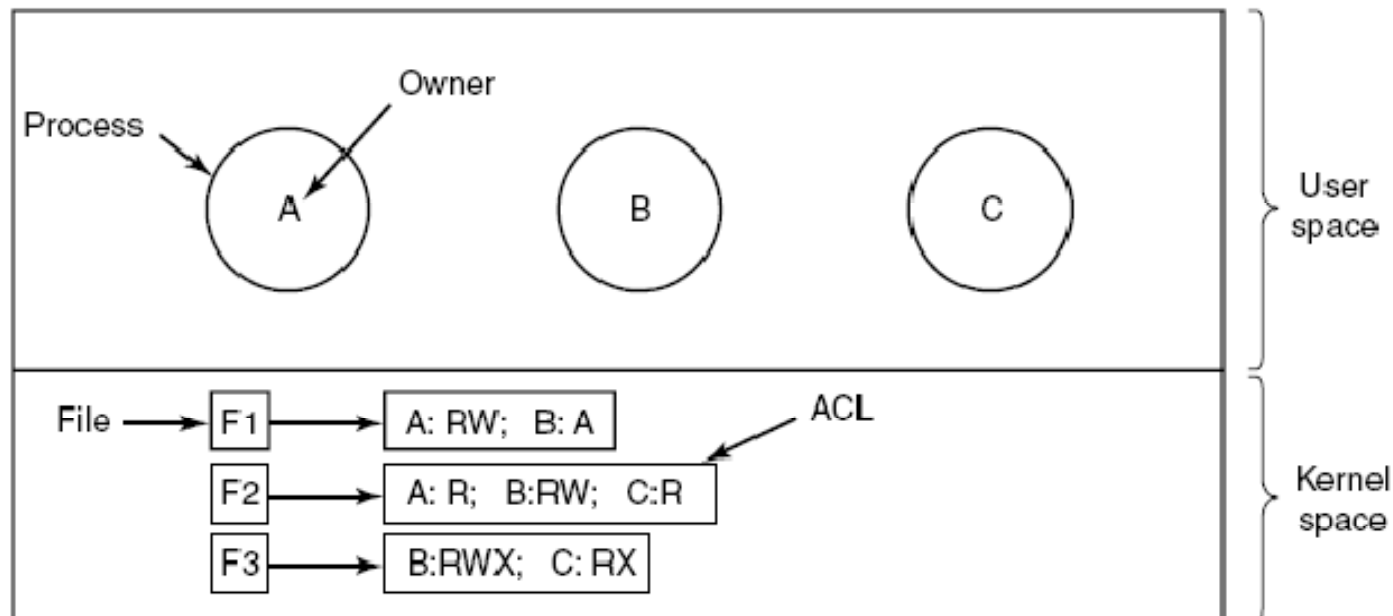 Owner
Process
A
B
C
User
space
File
F1
A: RW; B: A
ACL
F2
A: R; B:RW; C:R
F3
B:RWX; C: RX
Kernel
space